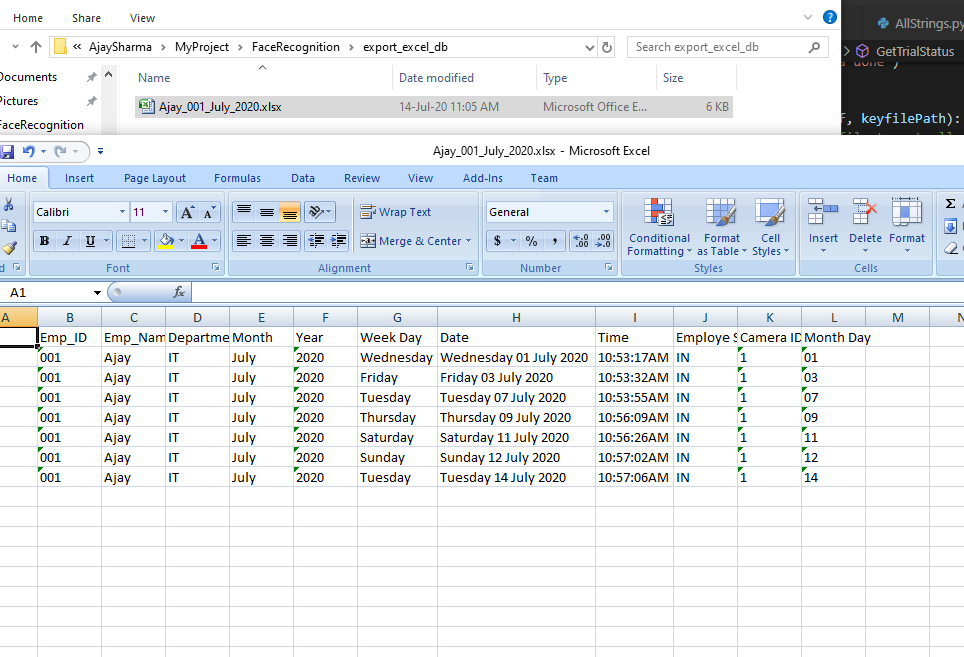 Home Share View
AllStrings.py
« AjaySharma > MyProject > FaceRecognition > export_excel_db
Search export_excel_db
GetTrialStatus
Documents
Name Date modified Type Size
Pictures
Ajay_001_July_2020.xlsx 14-Jul-20 11:05 AM Microsoft Office E... 6 KB
f, keyfilePath):
FaceRecognition
Ajay_001_July_2020.xlsx - Microsoft Excel
Home Insert Page Layout Formulas Data Review View Add-Ins Team
Calibri 11 A A Wrap Text General
B I U A Merge & Center $ % , .00 .00
Conditional Formatting Format as Table Cell Styles
Insert Delete Format Σ
d Font Alignment Number Styles Cells
A1 fx
A B C D E F G H I J K L M N
Emp_ID Emp_Nam Departme Month Year Week Day Date Time Employe S Camera ID Month Day
001 Ajay IT July 2020 Wednesday Wednesday 01 July 2020 10:53:17AM IN 1 01
001 Ajay IT July 2020 Friday Friday 03 July 2020 10:53:32AM IN 1 03
001 Ajay IT July 2020 Tuesday Tuesday 07 July 2020 10:53:55AM IN 1 07
001 Ajay IT July 2020 Thursday Thursday 09 July 2020 10:56:09AM IN 1 09
001 Ajay IT July 2020 Saturday Saturday 11 July 2020 10:56:26AM IN 1 11
001 Ajay IT July 2020 Sunday Sunday 12 July 2020 10:57:02AM IN 1 12
001 Ajay IT July 2020 Tuesday Tuesday 14 July 2020 10:57:06AM IN 1 14